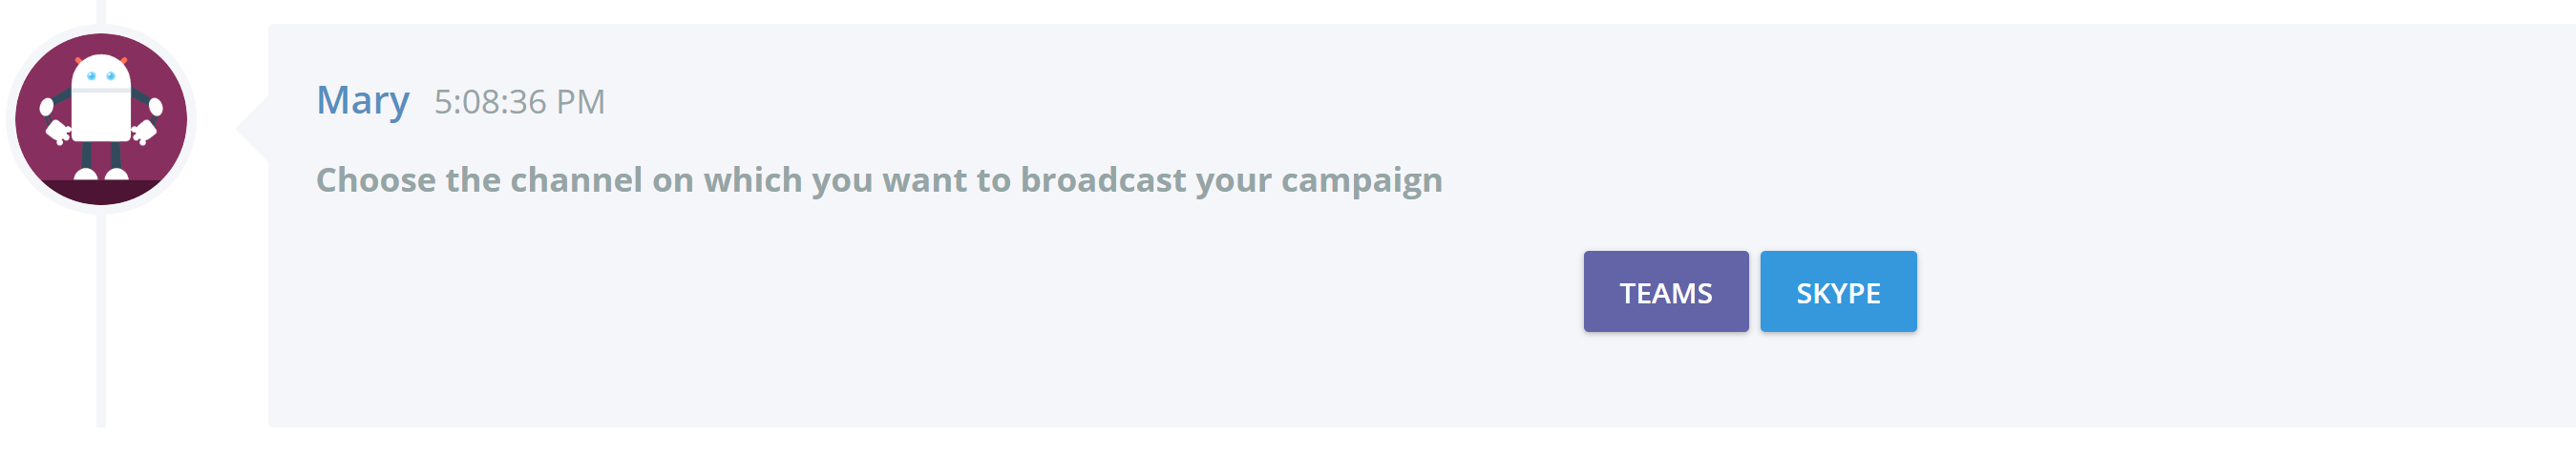 Mary 5:08:36 PM
Choose the channel on which you want to broadcast your campaign
TEAMS SKYPE